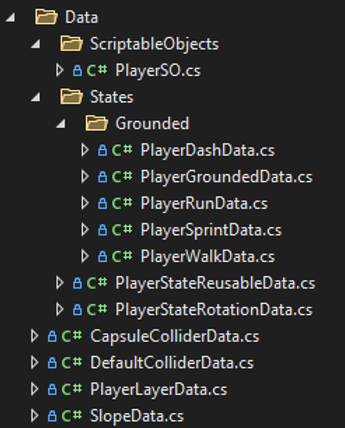 Data
ScriptableObjects
C# PlayerSO.cs
States
Grounded
C# PlayerDashData.cs
C# PlayerGroundedData.cs
C# PlayerRunData.cs
C# PlayerSprintData.cs
C# PlayerWalkData.cs
C# PlayerStateReusableData.cs
C# PlayerStateRotationData.cs
C# CapsuleColliderData.cs
C# DefaultColliderData.cs
C# PlayerLayerData.cs
C# SlopeData.cs